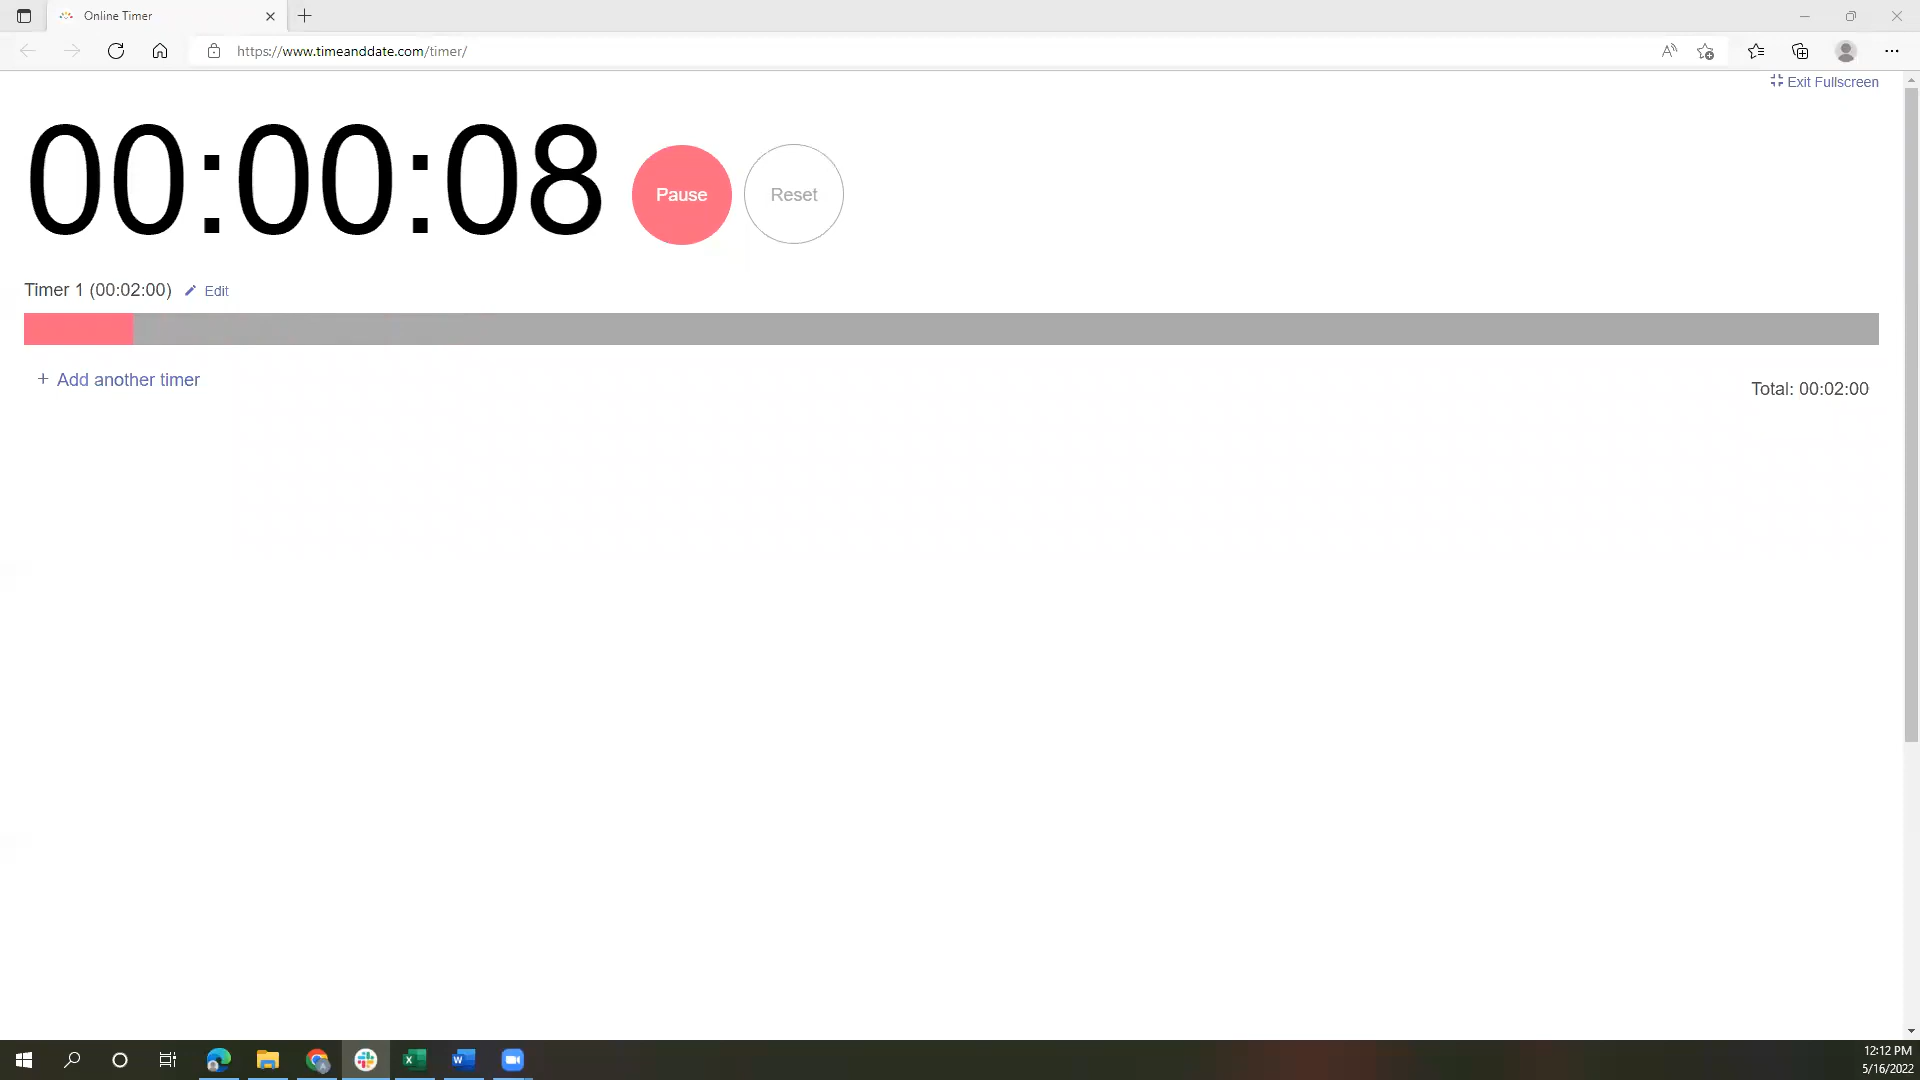 Online Timer
https://www.timeanddate.com/timer/
Exit Fullscreen
00:00:08
Pause
Reset
Timer 1 (00:02:00)
Edit
+ Add another timer
Total: 00:02:00
12:12 PM
5/16/2022